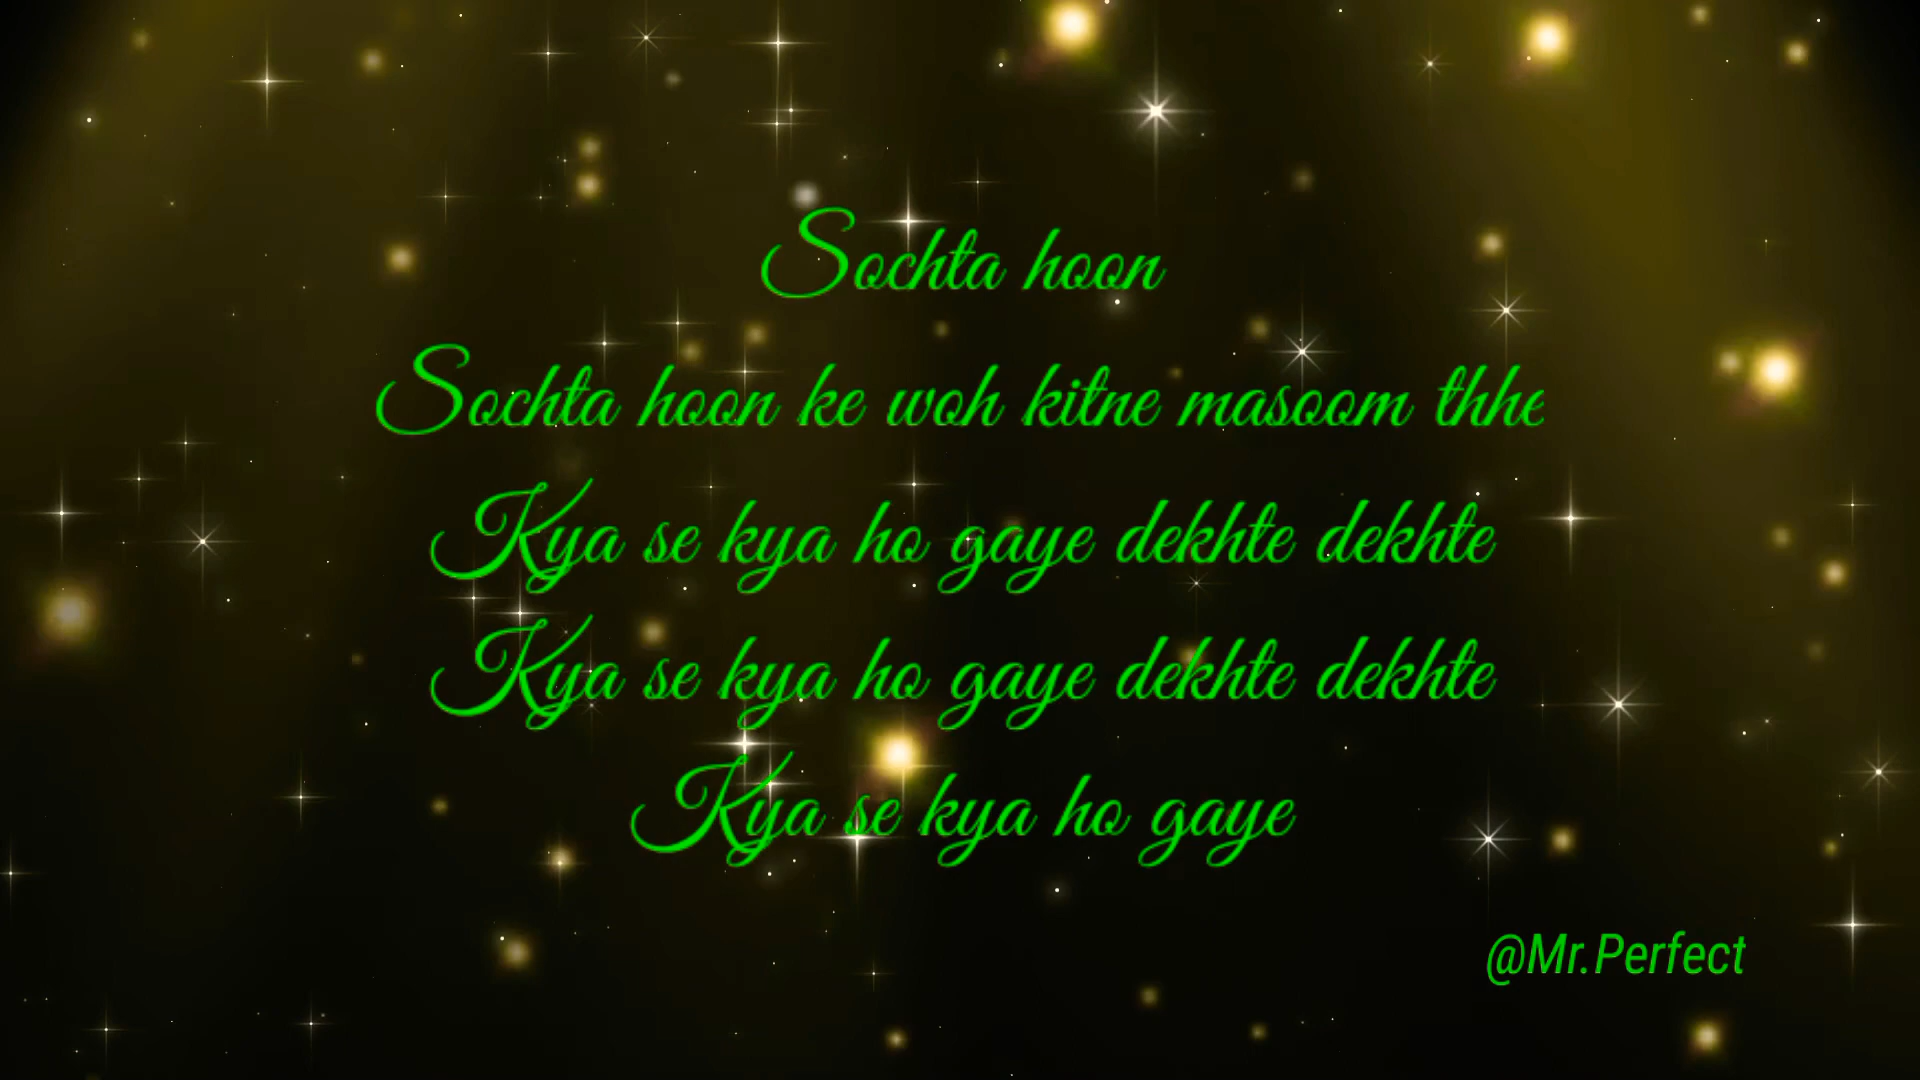 Sochta hoon
Sochta hoon ke woh kitne masoom thhe
Kya se kya ho gaye dekhte dekhte
Kya se kya ho gaye dekhte dekhte
Kya se kya ho gaye
@Mr.Perfect